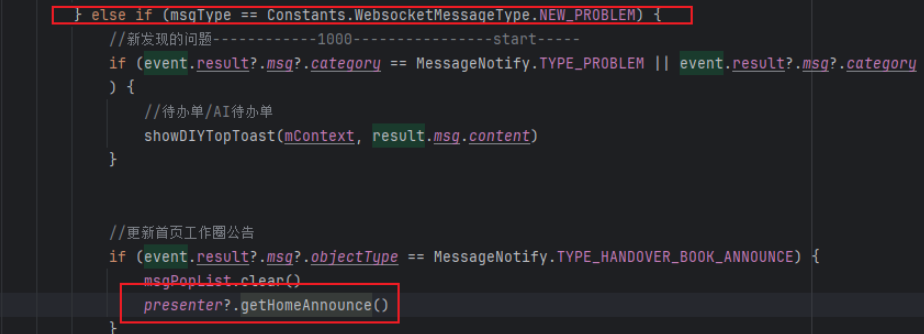 } else if (msgType == Constants.WebsocketMessageType.NEW_PROBLEM) {
//新发现的问题------------1000----------------start-----
if (event.result?.msg?.category == MessageNotify.TYPE_PROBLEM || event.result?.msg?.category
) {
//待办单/AI待办单
showDIYTopToast(mContext, result.msg.content)
}
//更新首页工作圈公告
if (event.result?.msg?.objectType == MessageNotify.TYPE_HANDOVER_BOOK_ANNOUNCE) {
msgPopList.clear()
presenter?.getHomeAnnounce()
}